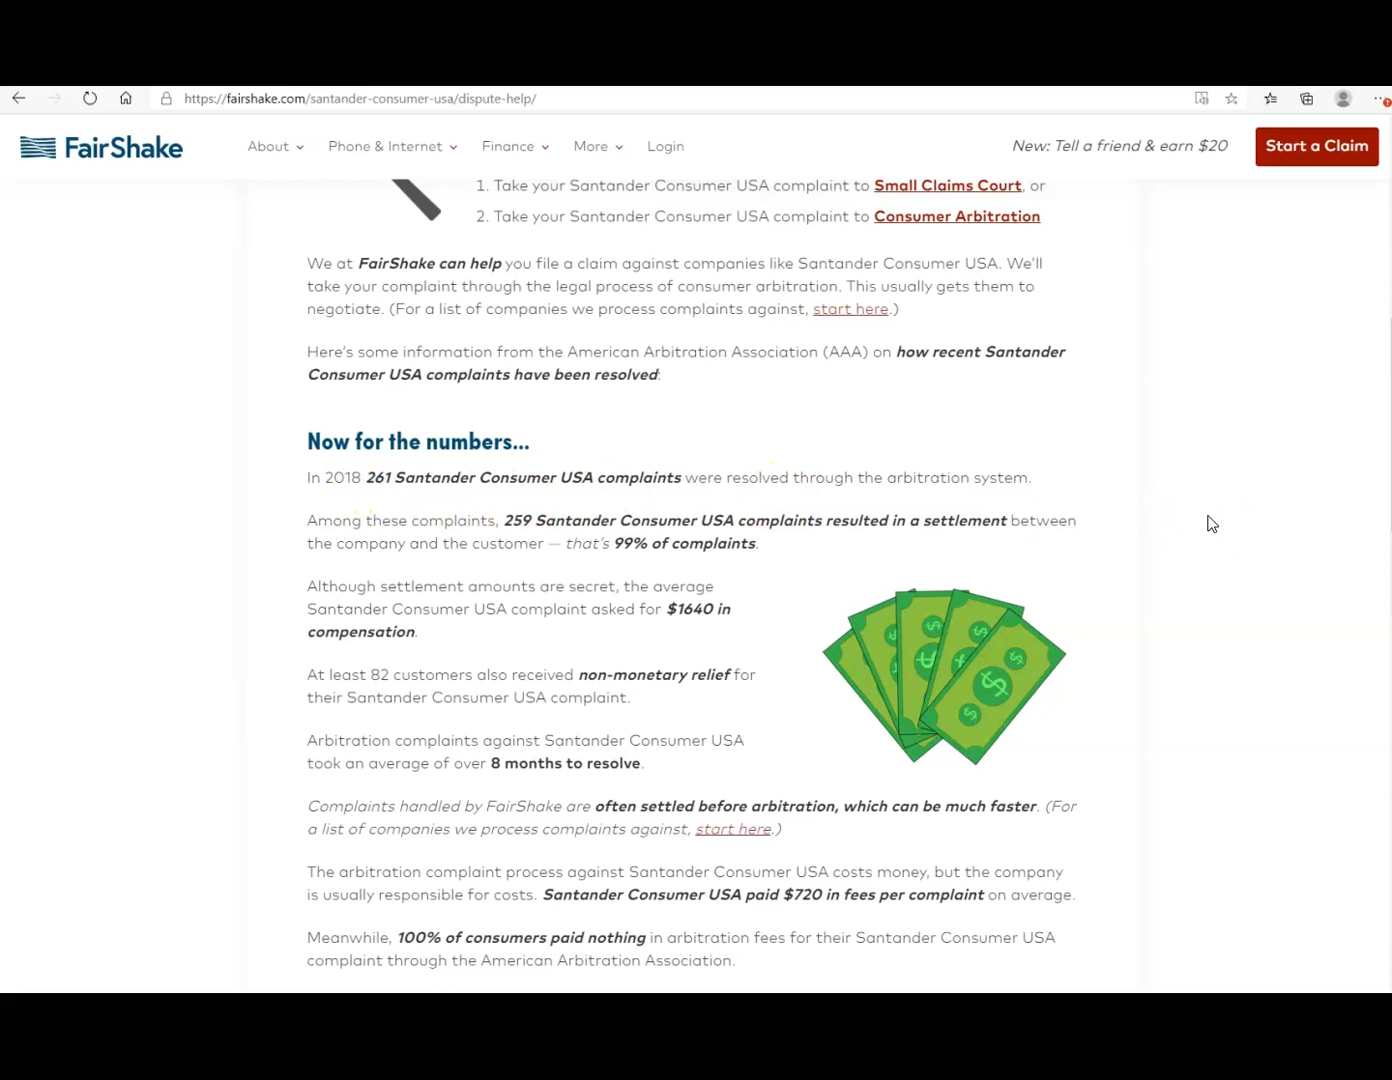 https://fairshake.com/santander-consumer-usa/dispute-help/
FairShake
About
Phone & Internet
Finance
More
Login
New: Tell a friend & earn $20
Start a Claim
1. Take your Santander Consumer USA complaint to Small Claims Court, or
2. Take your Santander Consumer USA complaint to Consumer Arbitration
We at FairShake can help you file a claim against companies like Santander Consumer USA. We'll
take your complaint through the legal process of consumer arbitration. This usually gets them to
negotiate. (For a list of companies we process complaints against, start here.)
Here's some information from the American Arbitration Association (AAA) on how recent Santander
Consumer USA complaints have been resolved:
Now for the numbers...
In 2018 261 Santander Consumer USA complaints were resolved through the arbitration system.
Among these complaints, 259 Santander Consumer USA complaints resulted in a settlement between
the company and the customer — that's 99% of complaints.
Although settlement amounts are secret, the average
Santander Consumer USA complaint asked for $1640 in
compensation.
At least 82 customers also received non-monetary relief for
their Santander Consumer USA complaint.
Arbitration complaints against Santander Consumer USA
took an average of over 8 months to resolve.
Complaints handled by FairShake are often settled before arbitration, which can be much faster. (For
a list of companies we process complaints against, start here.)
The arbitration complaint process against Santander Consumer USA costs money, but the company
is usually responsible for costs. Santander Consumer USA paid $720 in fees per complaint on average.
Meanwhile, 100% of consumers paid nothing in arbitration fees for their Santander Consumer USA
complaint through the American Arbitration Association.